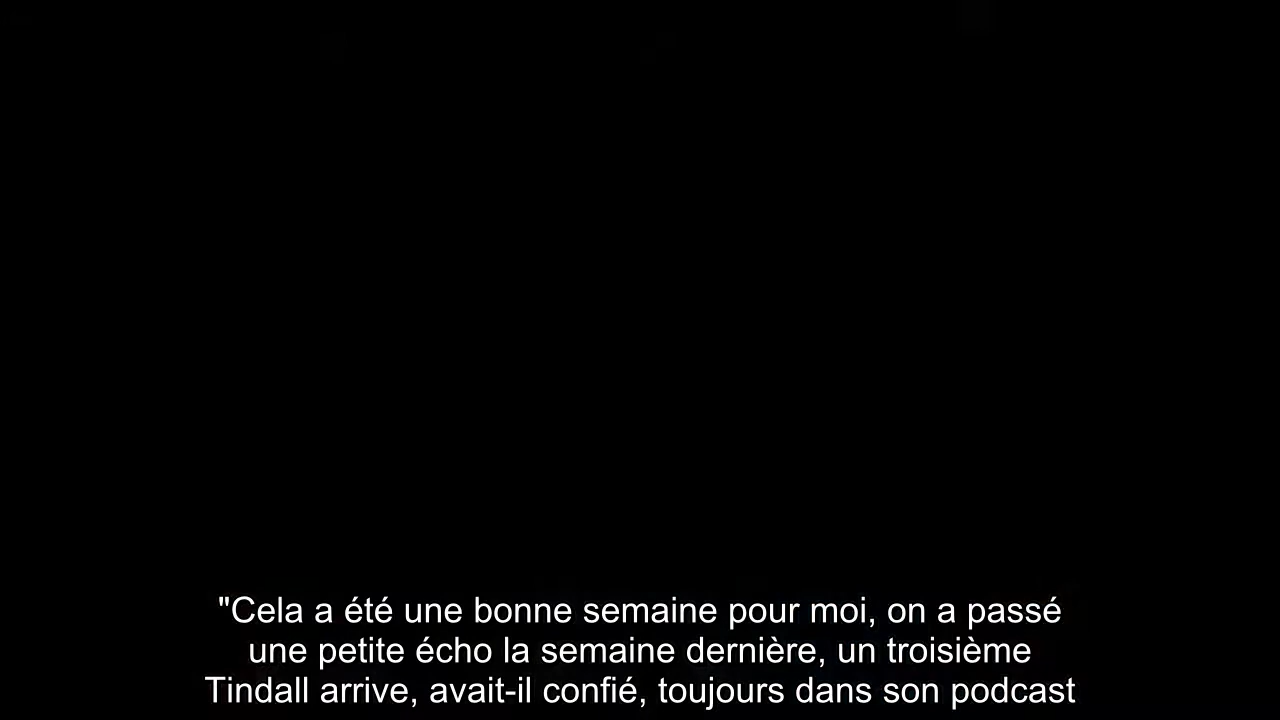 "Cela a été une bonne semaine pour moi, on a passé
une petite écho la semaine dernière, un troisième
Tindall arrive, avait-il confié, toujours dans son podcast